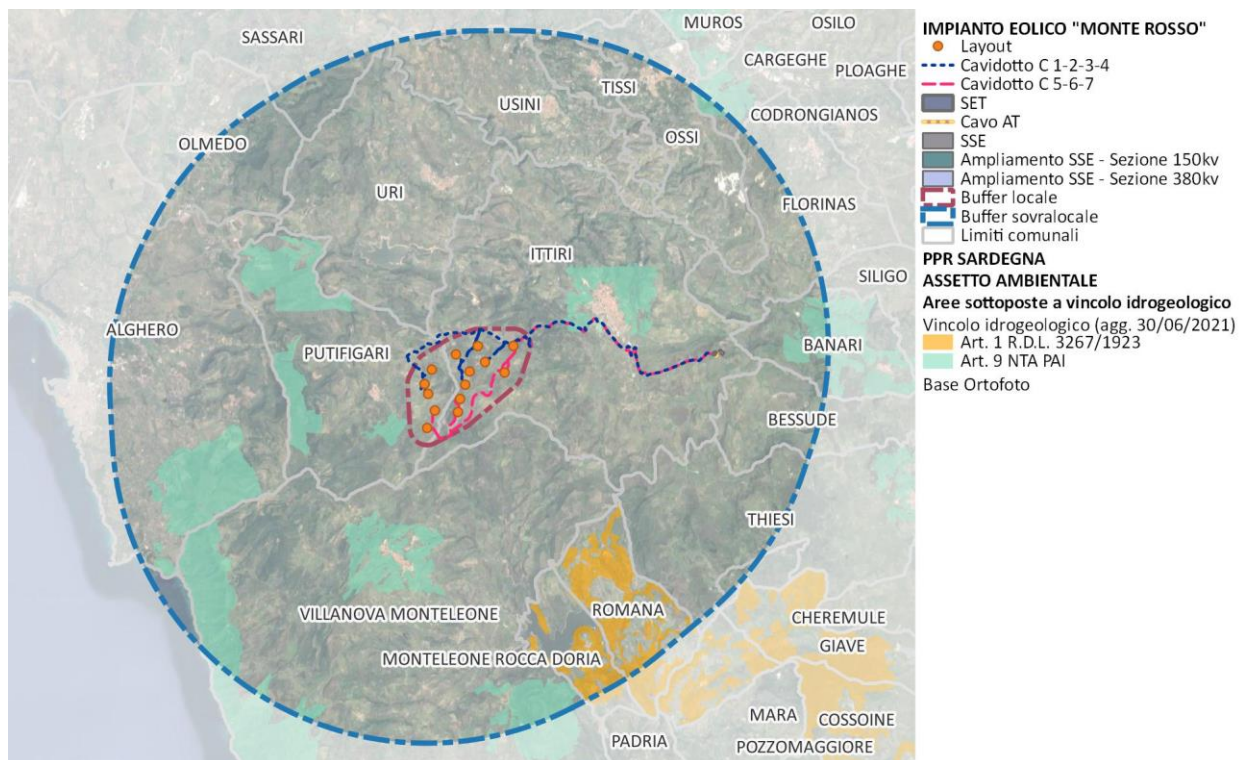 SASSARI
MUROS
OSILO
CARGEGHE
PLOAGHE
TISSI
USINI
CODRONGIANOS
OLMEDO
OSSI
URI
FLORINAS
ITTIRI
SILIGO
ALGHERO
PUTIFIGARI
BANARI
BESSUDE
THIESI
VILLANOVA MONTELEONE
ROMANA
CHEREMULE
GIAVE
MONTELEONE ROCCA DORIA
MARA
COSSOINE
PADRIA
POZZOMAGGIORE
IMPIANTO EOLICO "MONTE ROSSO"
Layout
Cavidotto C 1-2-3-4
Cavidotto C 5-6-7
SET
Cavo AT
SSE
Ampliamento SSE - Sezione 150kv
Ampliamento SSE - Sezione 380kv
Buffer locale
Buffer sovralocale
Limiti comunali
PPR SARDEGNA
ASSETTO AMBIENTALE
Aree sottoposte a vincolo idrogeologico
Vincolo idrogeologico (agg. 30/06/2021)
Art. 1 R.D.L. 3267/1923
Art. 9 NTA PAI
Base Ortofoto